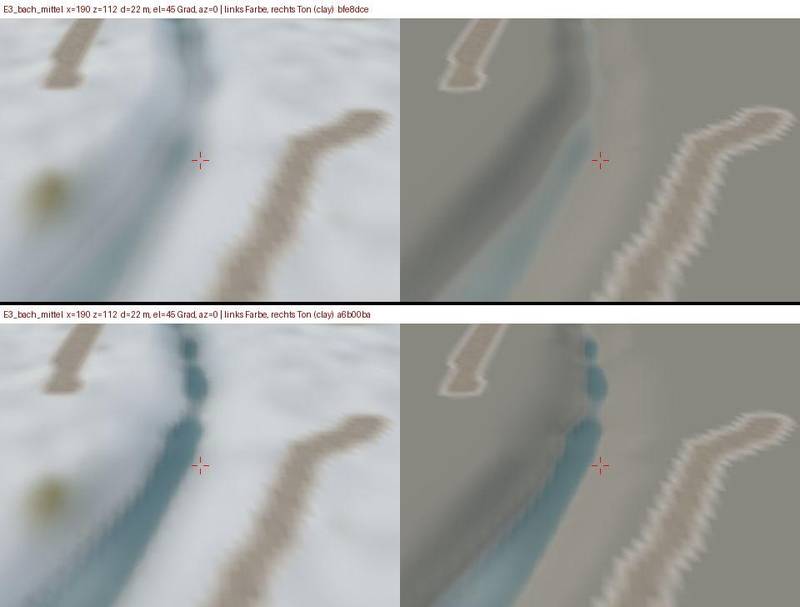 E3_bach_mittel x=190 z=112 d=22 m, el=45 Grad, az=0 | links Farbe, rechts Ton (clay) bfe8dce
E3_bach_mittel x=190 z=112 d=22 m, el=45 Grad, az=0 | links Farbe, rechts Ton (clay) a6b00ba